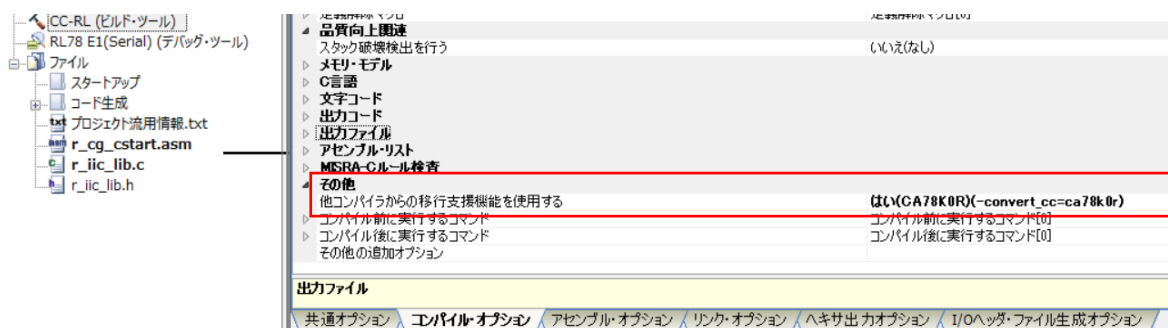 CC-RL (ビルド・ツール)
RL78 E1(Serial) (デバッグ・ツール)
ファイル
スタートアップ
コード生成
txt プロジェクト流用情報.txt
asm r_cg_cstart.asm
r_iic_lib.c
r_iic_lib.h
品質向上関連
スタック破壊検出を行う いいえ(なし)
メモリ・モデル
C言語
文字コード
出力コード
出力ファイル
アセンブル・リスト
MISRA-Cルール検査
その他
他コンパイラからの移行支援機能を使用する はい(CA78K0R)(-convert_cc=ca78k0r)
コンパイル前に実行するコマンド コンパイル前に実行するコマンド[0]
コンパイル後に実行するコマンド コンパイル後に実行するコマンド[0]
その他の追加オプション
出力ファイル
共通オプション コンパイル・オプション アセンブル・オプション リンク・オプション ヘキサ出力オプション I/Oヘッダ・ファイル生成オプション